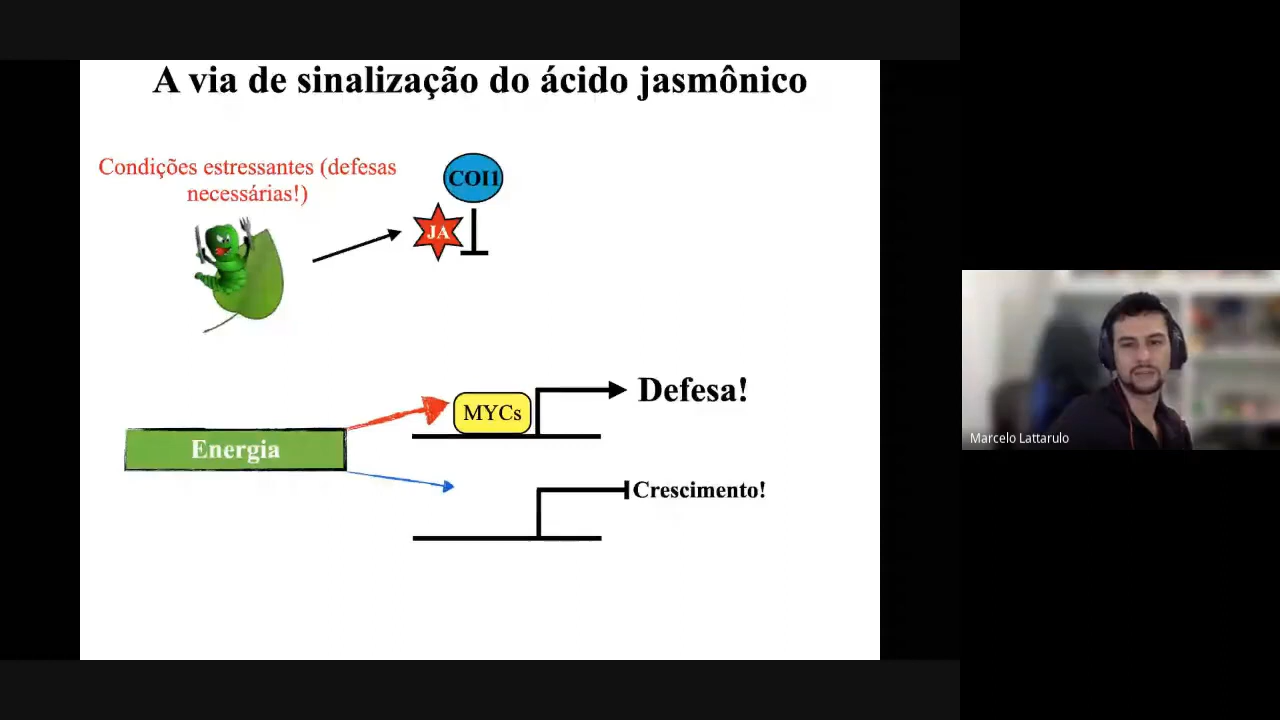 A via de sinalização do ácido jasmônico
Condições estressantes (defesas
necessárias!)
COI1
JA
Defesa!
MYCs
Energia
Crescimento!
Marcelo Lattarulo